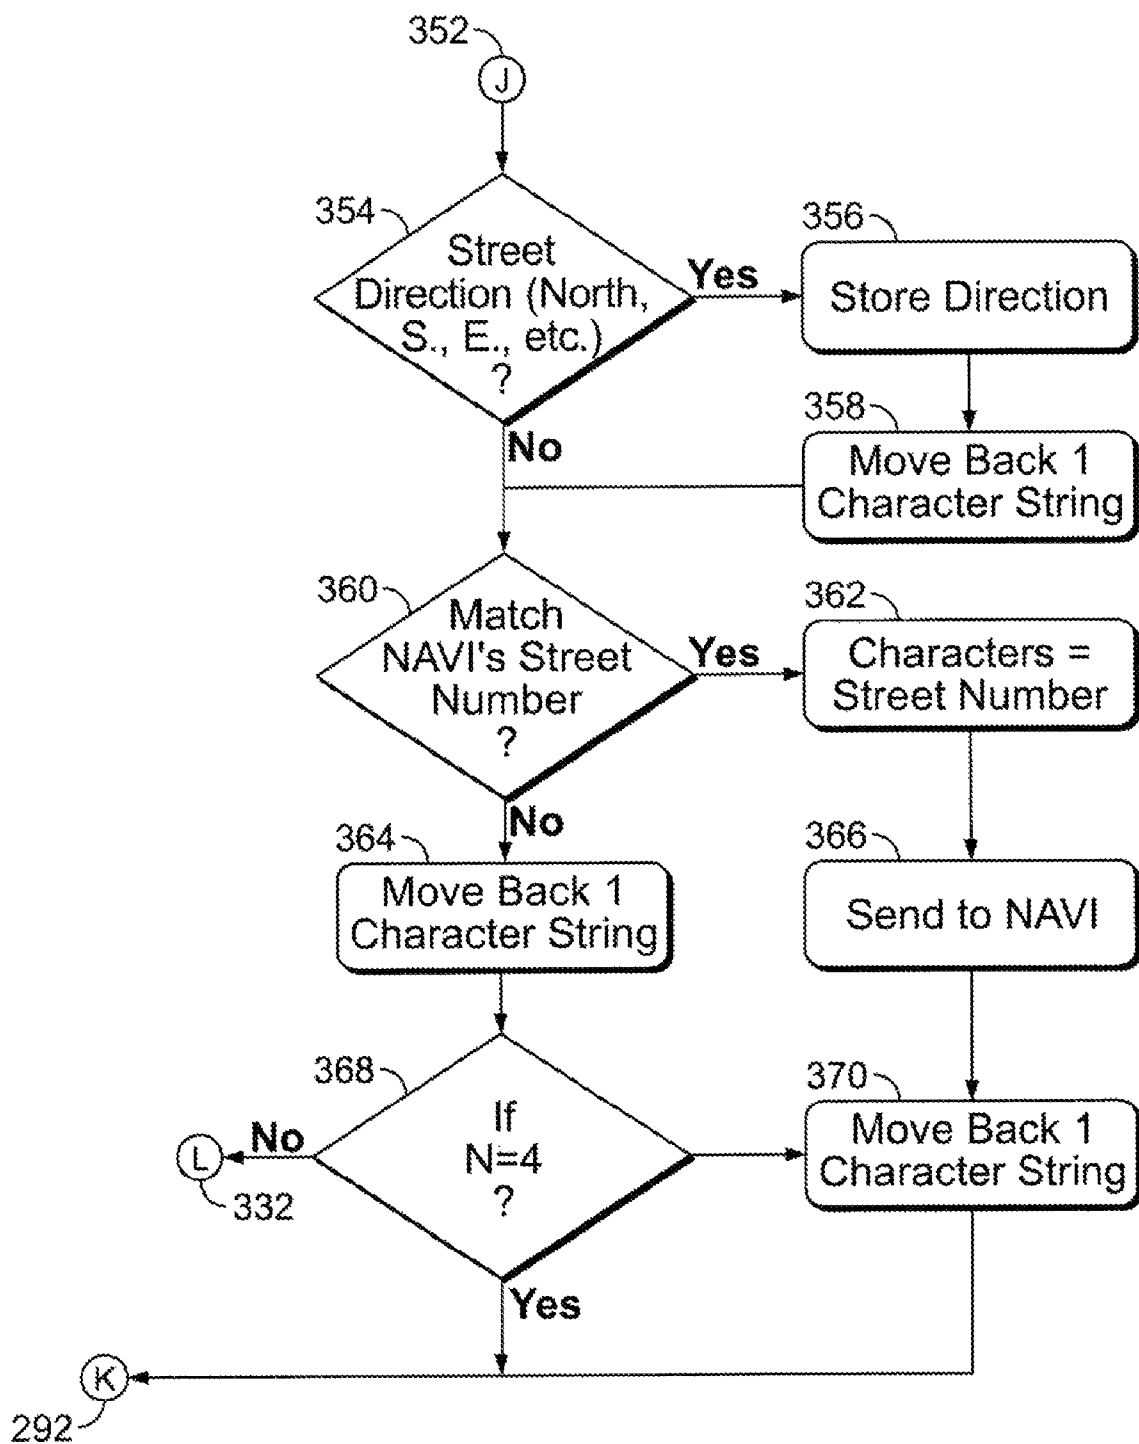 352
J
354
Street
Direction (North,
S., E., etc.)
?
Yes
356
Store Direction
No
358
Move Back 1
Character String
360
Match
NAVI's Street
Number
?
Yes
362
Characters =
Street Number
No
364
Move Back 1
Character String
366
Send to NAVI
368
If
N=4
?
No
L
332
370
Move Back 1
Character String
Yes
K
292